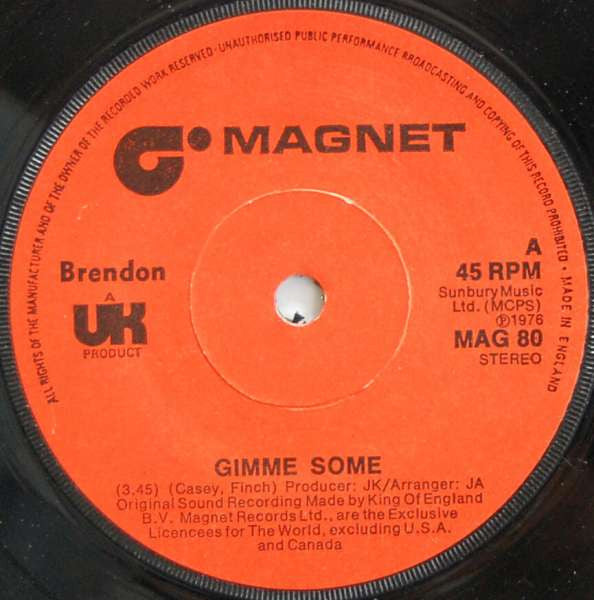 ALL RIGHTS OF THE MANUFACTURER AND OF THE OWNER OF THE RECORDED WORK RESERVED · UNAUTHORISED PUBLIC PERFORMANCE BROADCASTING AND COPYING OF THIS RECORD PROHIBITED · MADE IN ENGLAND
MAGNET
Brendon
A
UK
PRODUCT
A
45 RPM
Sunbury Music
Ltd. (MCPS)
℗1976
MAG 80
STEREO
GIMME SOME
(3.45) (Casey, Finch) Producer: JK/Arranger: JA
Original Sound Recording Made by King Of England
B.V. Magnet Records Ltd., are the Exclusive
Licencees for The World, excluding U.S.A.
and Canada